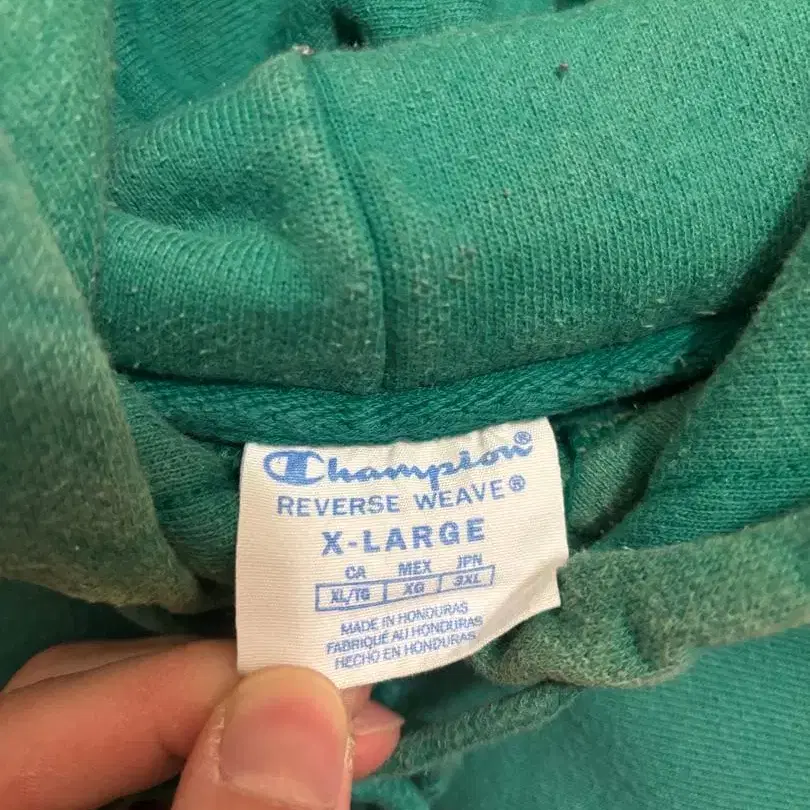 Champion®
REVERSE WEAVE®
X-LARGE
CA MEX JPN
XL/TG XG 3XL
MADE IN HONDURAS
FABRIQUÉ AU HONDURAS
HECHO EN HONDURAS